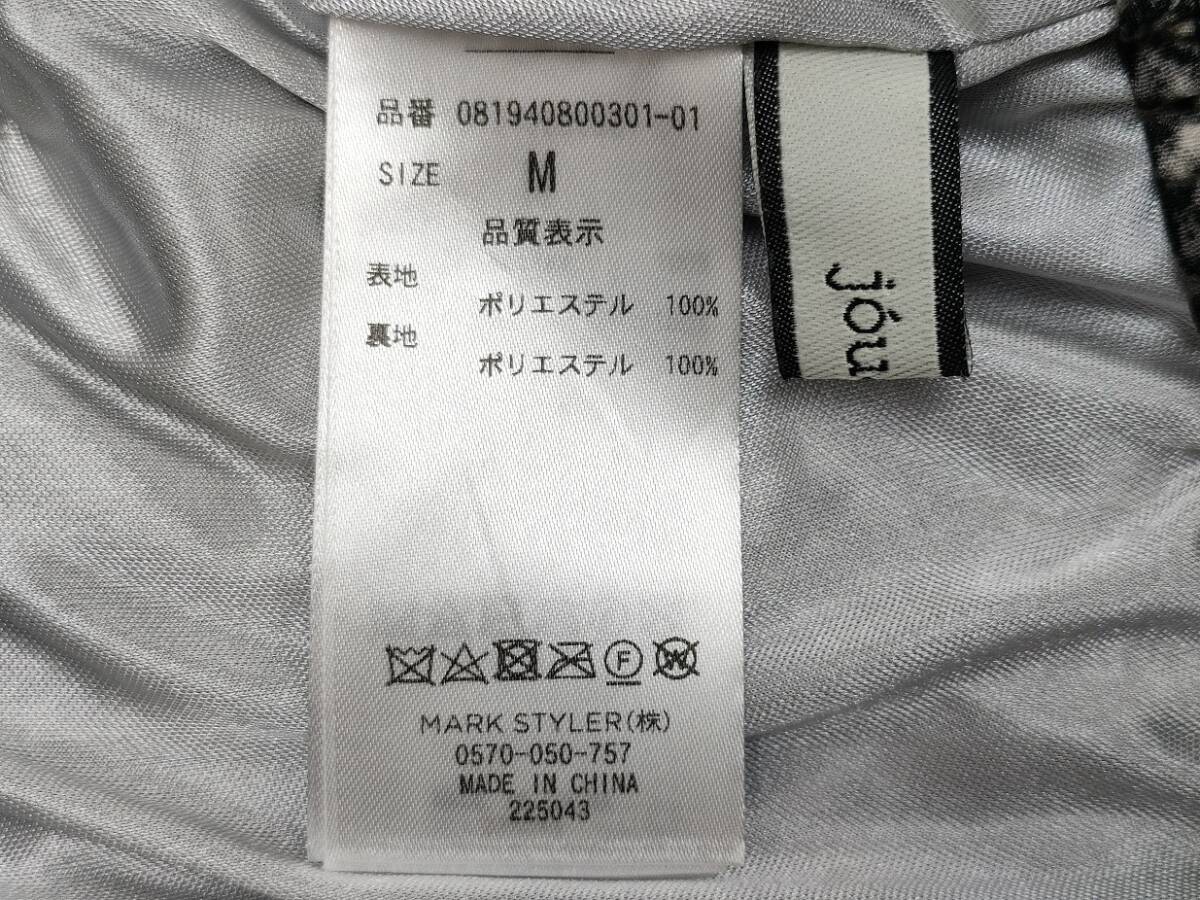 品番 081940800301-01
SIZE M
品質表示
表地
ポリエステル 100%
裏地
ポリエステル 100%
F W
MARK STYLER(株)
0570-050-757
MADE IN CHINA
225043
jóu